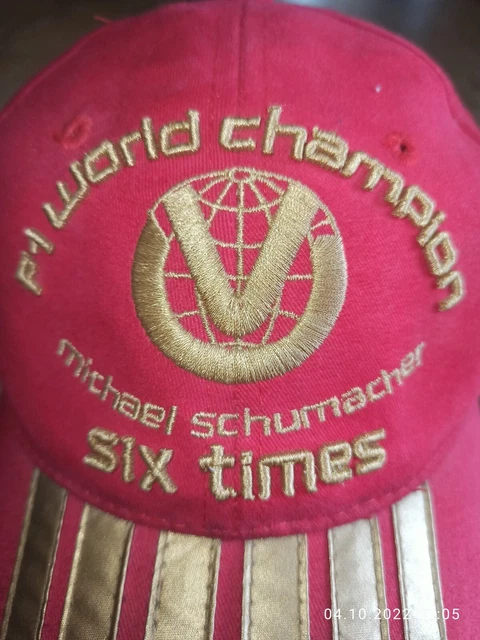 F1 world champion
michael schumacher
six times
04.10.2022